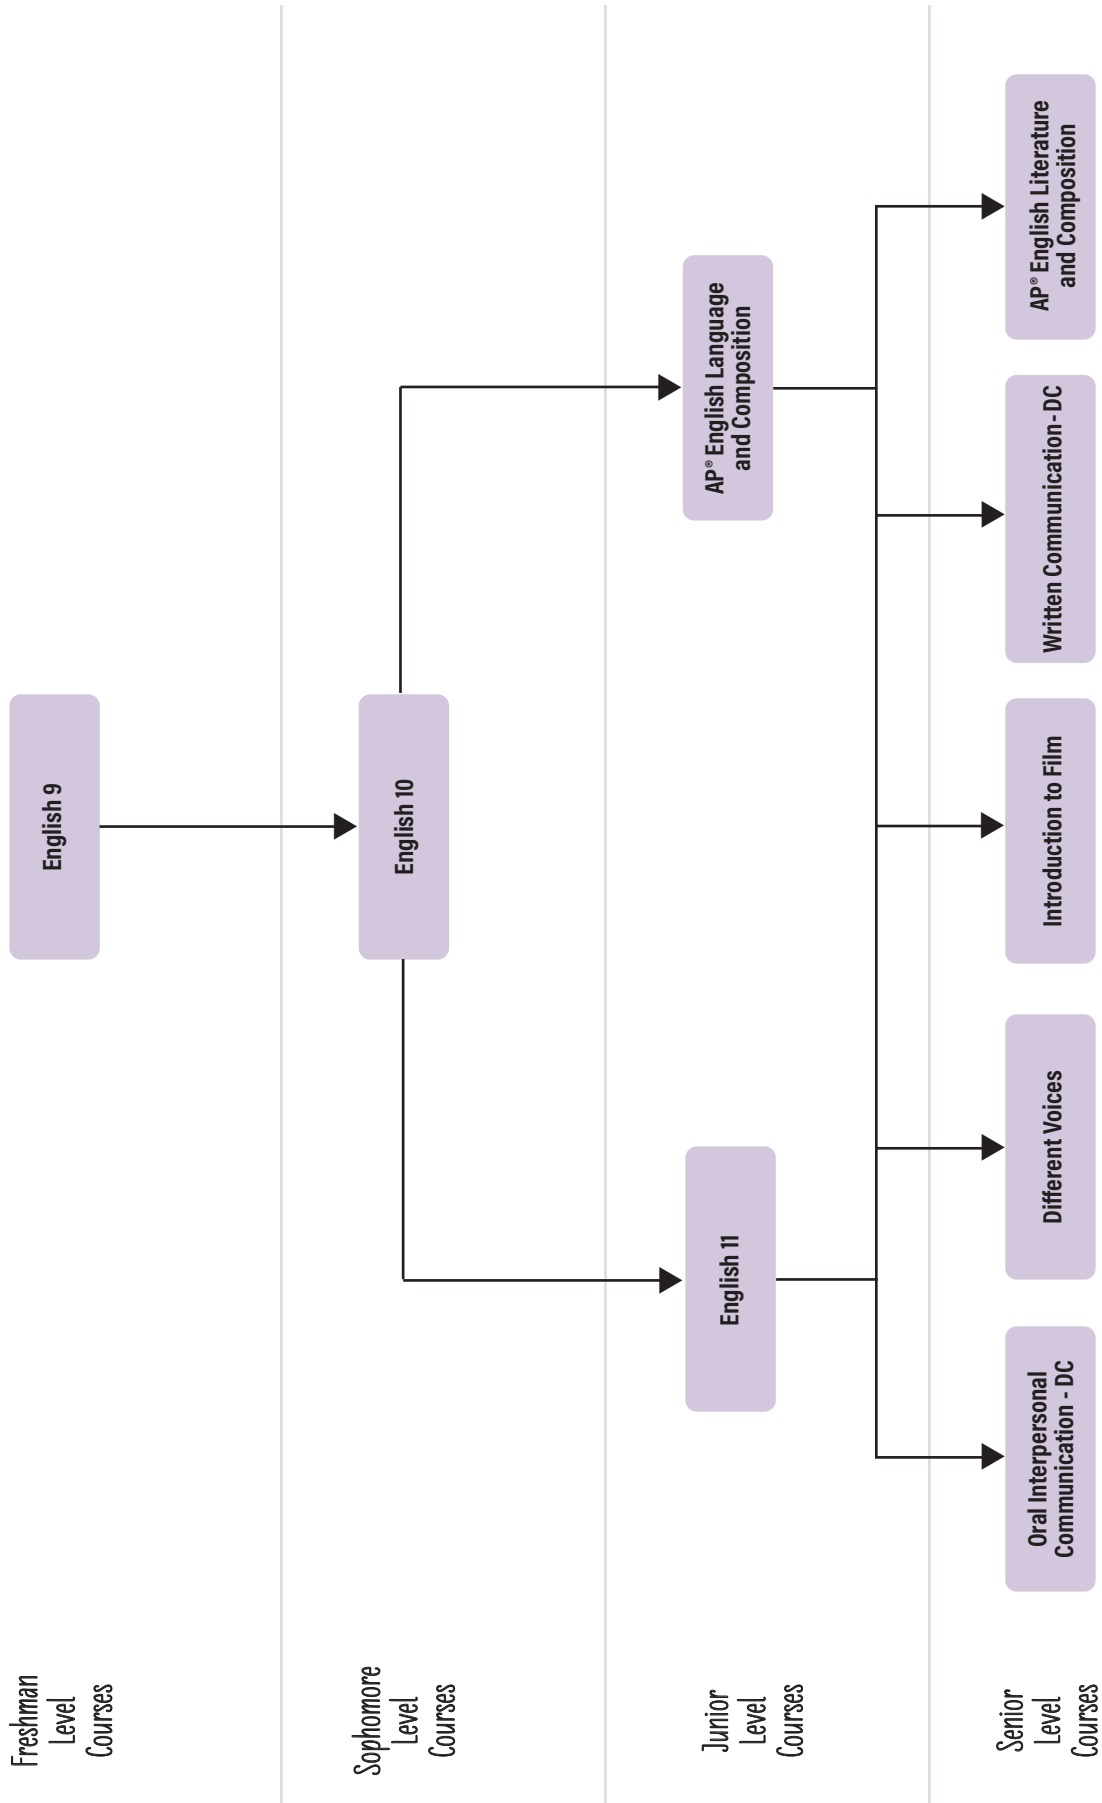 Freshman
Level
Courses
English 9
Sophomore
Level
Courses
English 10
Junior
Level
Courses
English 11
AP® English Language
and Composition
Senior
Level
Courses
Oral Interpersonal
Communication - DC
Different Voices
Introduction to Film
Written Communication-DC
AP® English Literature
and Composition